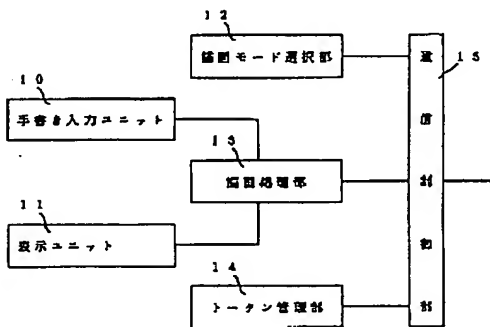 12
描画モード選択部
通信制御部
15
10
手書き入力ユニット
13
描画処理部
11
表示ユニット
14
トークン管理部